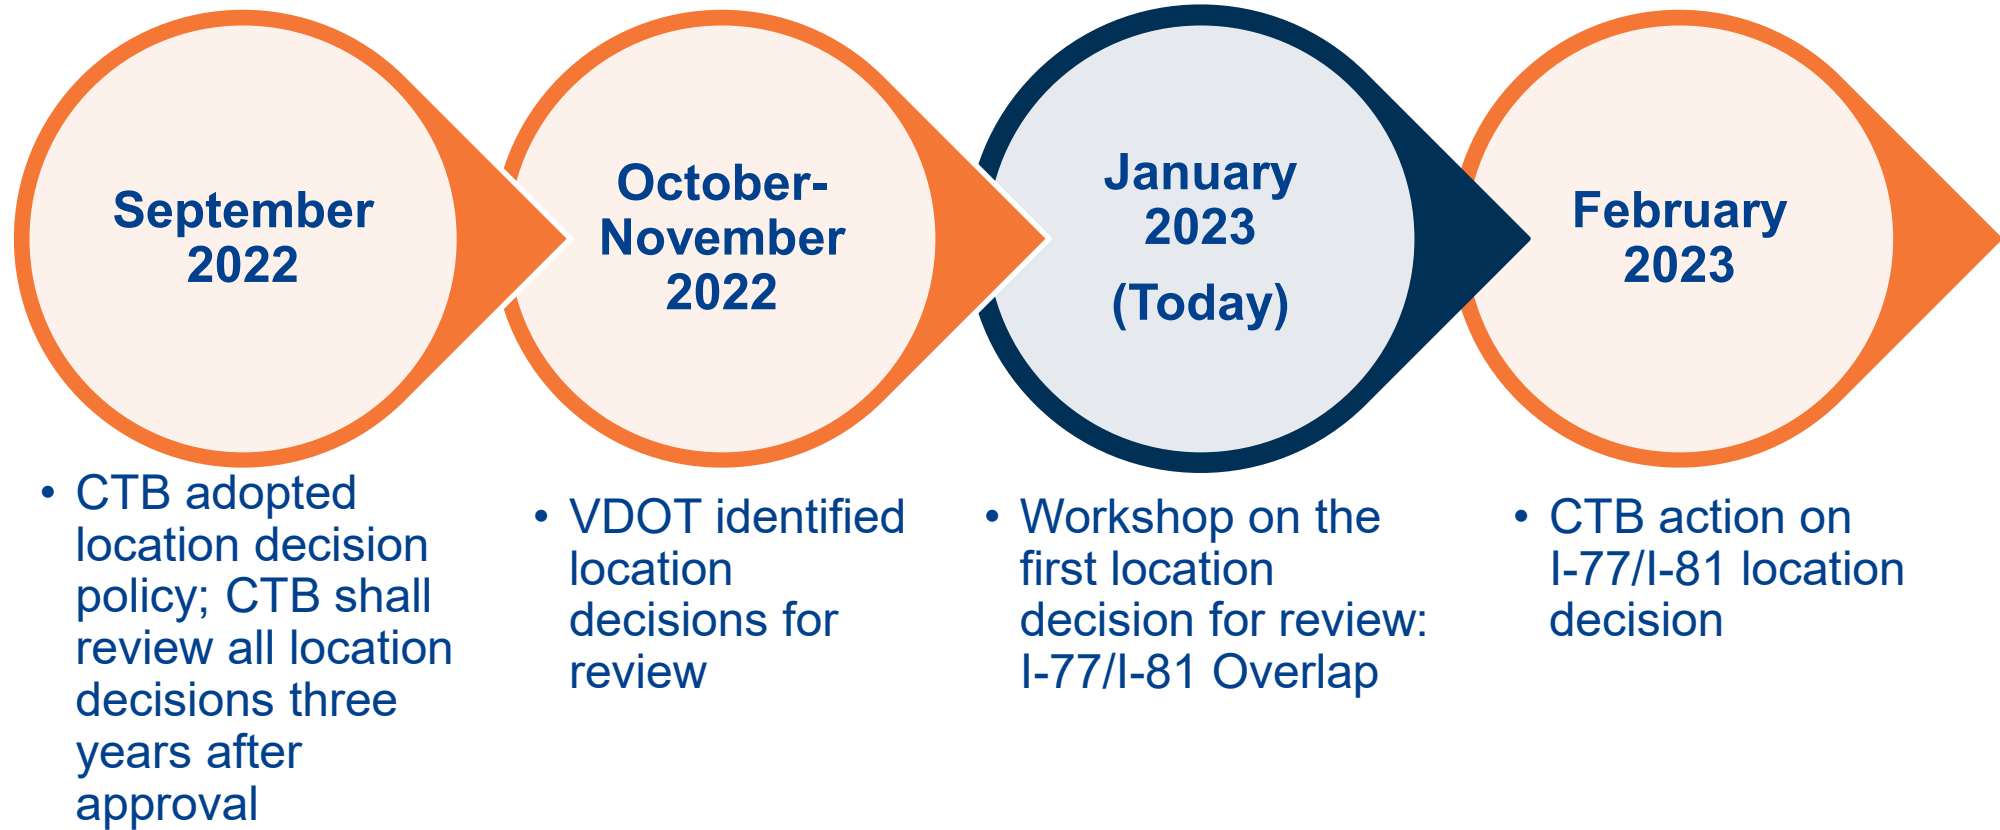 September
2022
October-
November
2022
January
2023
(Today)
February
2023
• CTB adopted
location decision
policy; CTB shall
review all location
decisions three
years after
approval
• VDOT identified
location
decisions for
review
• Workshop on the
first location
decision for review:
I-77/I-81 Overlap
• CTB action on
I-77/I-81 location
decision